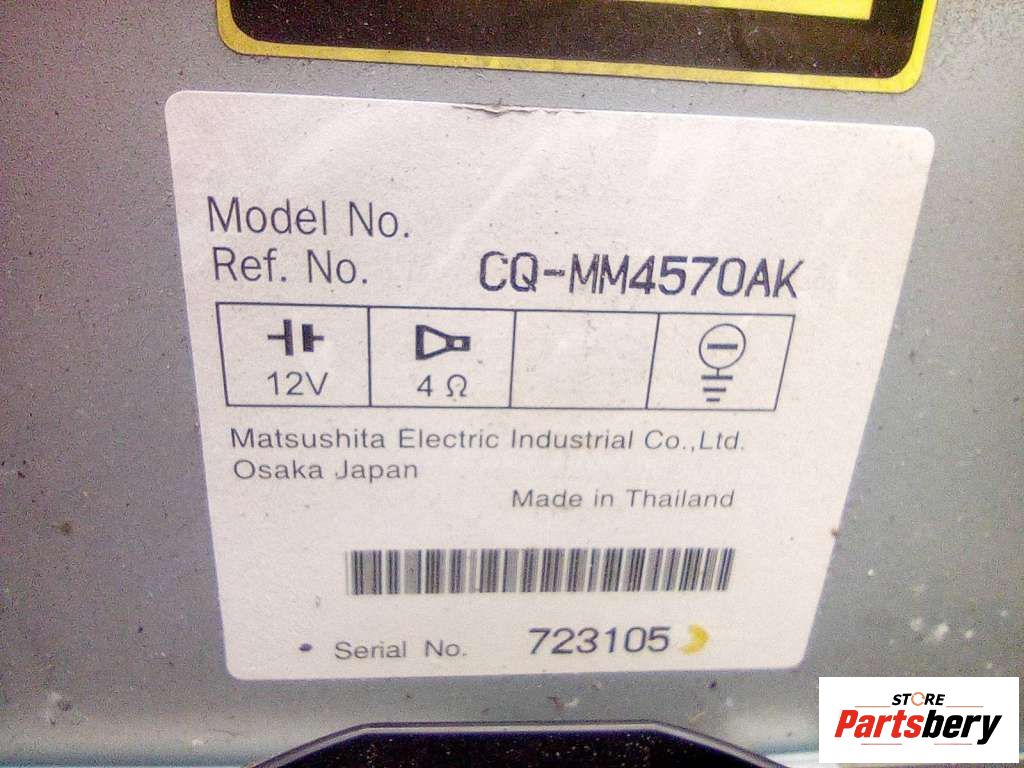 Model No.
Ref. No. CQ-MM4570AK
12V 4 Ω
Matsushita Electric Industrial Co.,Ltd.
Osaka Japan
Made in Thailand
Serial No. 723105
STORE
Partsbery